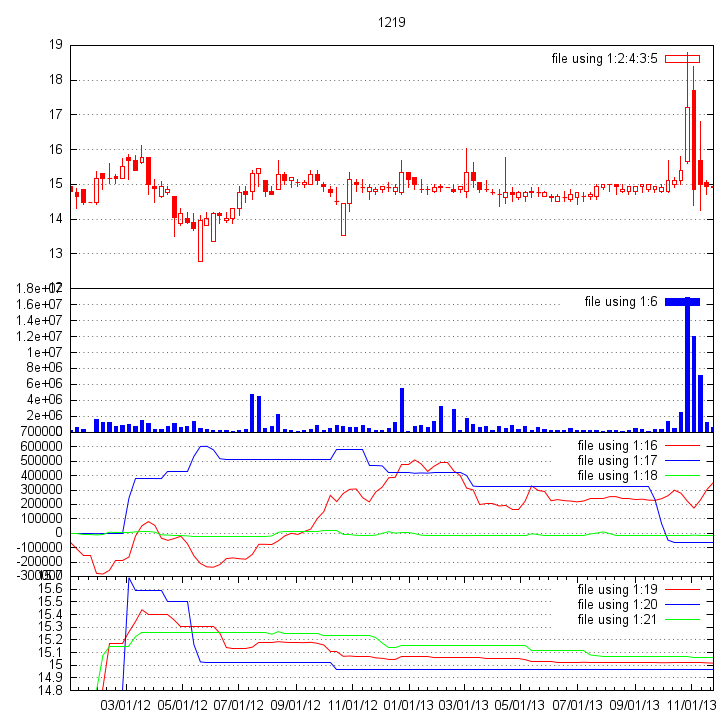 1219
19
file using 1:2:4:3:5
18
17
16
15
14
13
12
1.8e+07
file using 1:6
1.6e+07
1.4e+07
1.2e+07
1e+07
8e+06
6e+06
4e+06
2e+06
700000
600000
file using 1:16
500000
file using 1:17
400000
file using 1:18
300000
200000
100000
0
-100000
-200000
-300000
15.7
15.6
file using 1:19
15.5
file using 1:20
15.4
file using 1:21
15.3
15.2
15.1
15
14.9
14.8
03/01/12 05/01/12 07/01/12 09/01/12 11/01/12 01/01/13 03/01/13 05/01/13 07/01/13 09/01/13 11/01/13